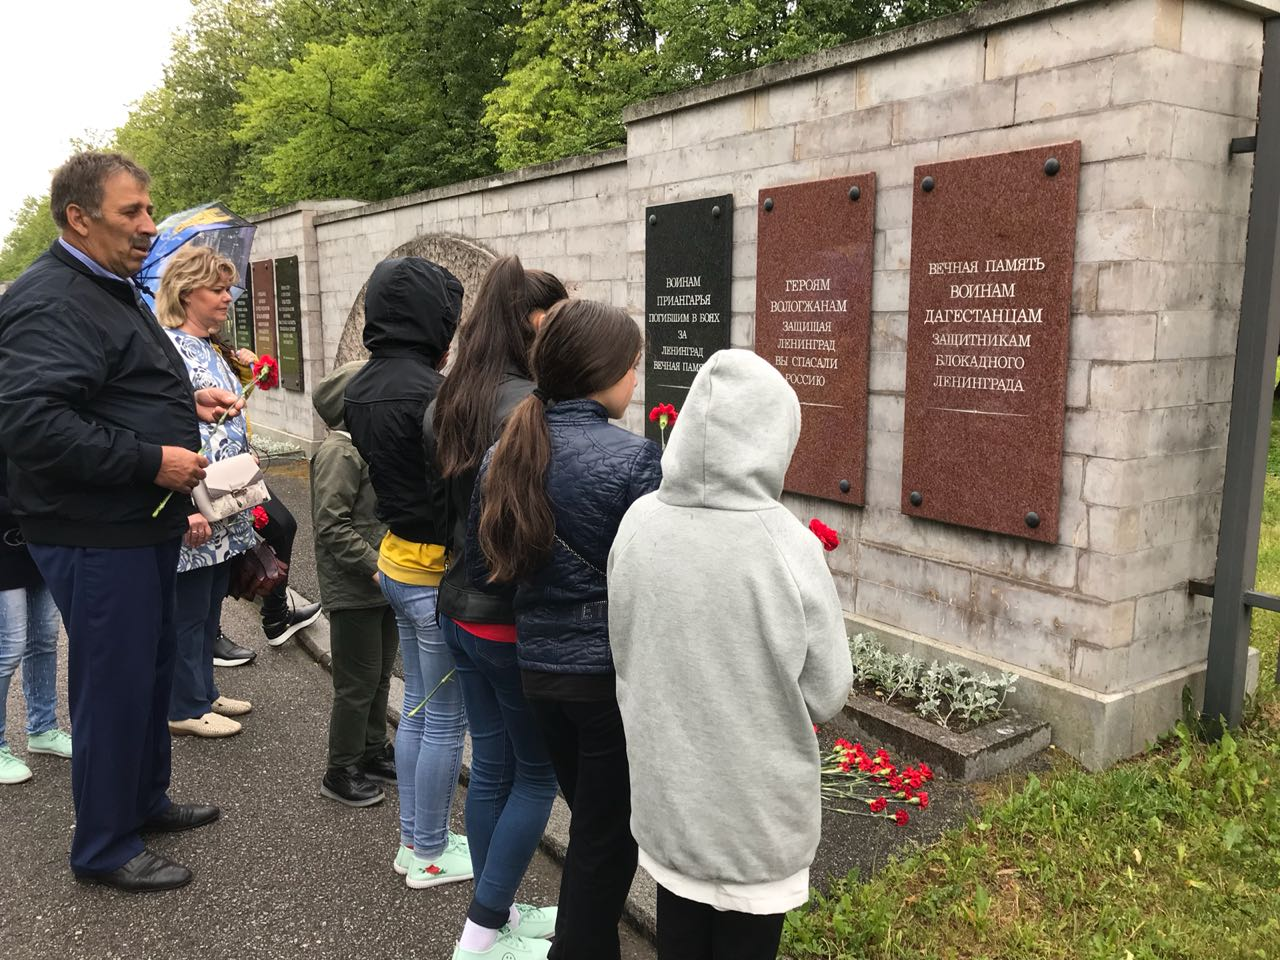 ВОИНАМ
ПРИАНГАРЬЯ
ПОГИБШИМ В БОЯХ
ЗА
ЛЕНИНГРАД
ВЕЧНАЯ
ГЕРОЯМ
ВОЛОГЖАНАМ
ЗАЩИЩАЯ
ЛЕНИНГРАД
ВЫ СПАСАЛИ
РОССИЮ
ВЕЧНАЯ ПАМЯТЬ
ВОИНАМ
ДАГЕСТАНЦАМ
ЗАЩИТНИКАМ
БЛОКАДНОГО
ЛЕНИНГРАДА